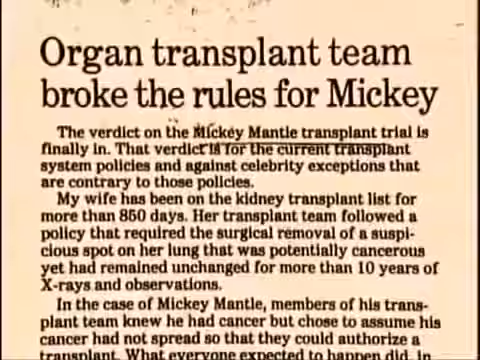 Organ transplant team
broke the rules for Mickey
The verdict on the Mickey Mantle transplant trial is
finally in. That verdict is for the current transplant
system policies and against celebrity exceptions that
are contrary to those policies.
My wife has been on the kidney transplant list for
more than 850 days. Her transplant team followed a
policy that required the surgical removal of a suspi-
cious spot on her lung that was potentially cancerous
yet had remained unchanged for more than 10 years of
X-rays and observations.
In the case of Mickey Mantle, members of his trans-
plant team knew he had cancer but chose to assume his
cancer had not spread so that they could authorize a
transplant. What everyone expected to happen did, in